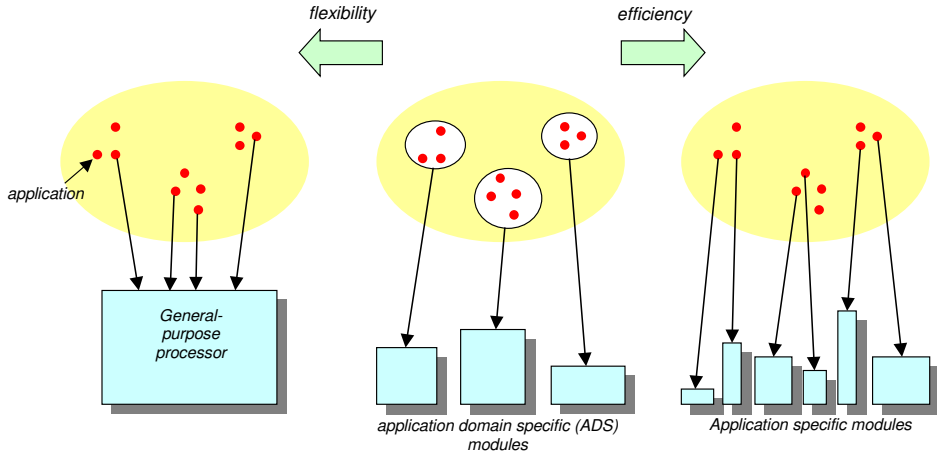 flexibility
efficiency
application
General-
purpose
processor
application domain specific (ADS)
modules
Application specific modules